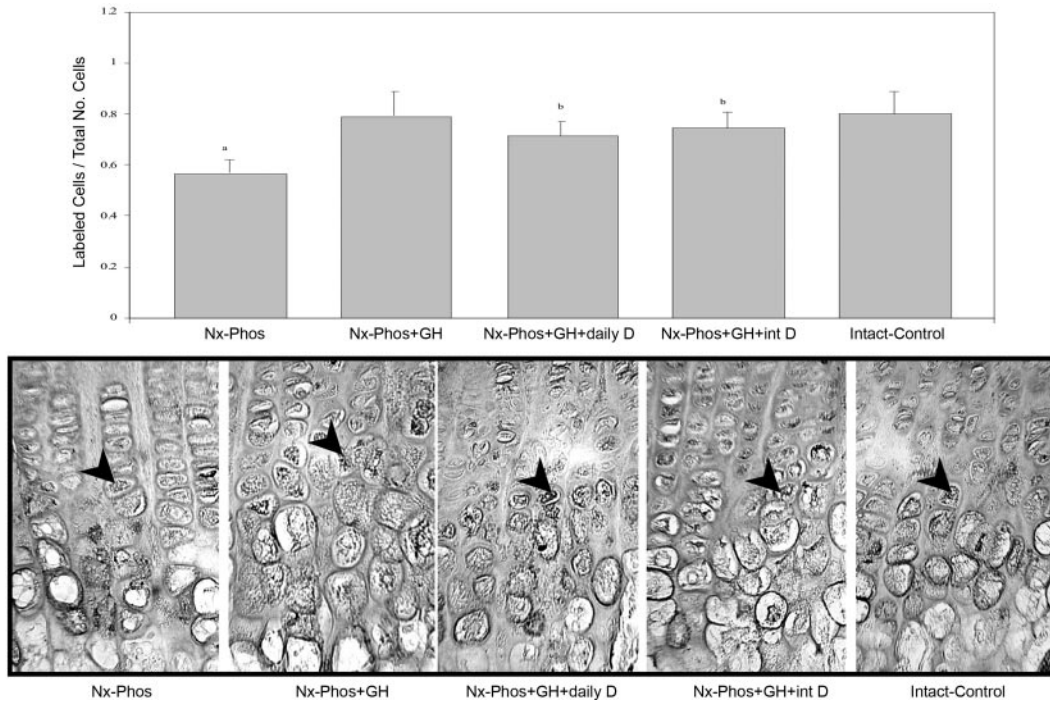 Labeled Cells / Total No. Cells
1.2
1
0.8
0.6
0.4
0.2
0
a
b
b
Nx-Phos
Nx-Phos+GH
Nx-Phos+GH+daily D
Nx-Phos+GH+int D
Intact-Control
Nx-Phos
Nx-Phos+GH
Nx-Phos+GH+daily D
Nx-Phos+GH+int D
Intact-Control